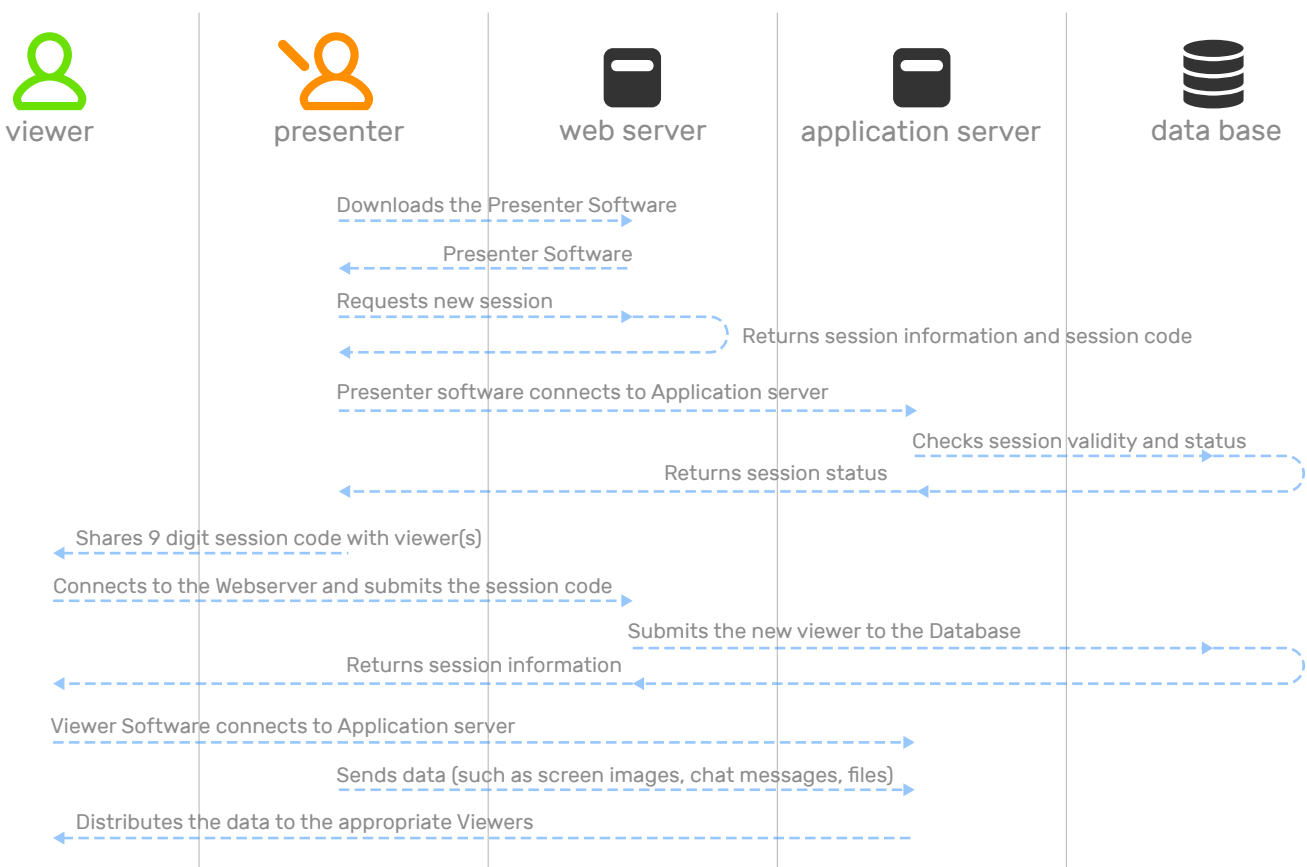 viewer
presenter
web server
application server
data base
Downloads the Presenter Software
Presenter Software
Requests new session
Returns session information and session code
Presenter software connects to Application server
Checks session validity and status
Returns session status
Shares 9 digit session code with viewer(s)
Connects to the Webserver and submits the session code
Submits the new viewer to the Database
Returns session information
Viewer Software connects to Application server
Sends data (such as screen images, chat messages, files)
Distributes the data to the appropriate Viewers